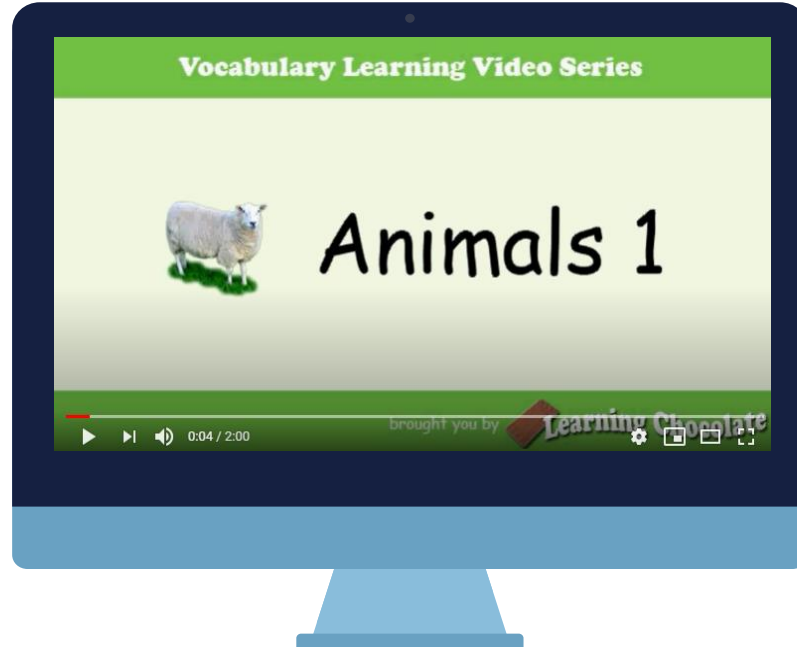 Vocabulary Learning Video Series
Animals 1
brought you by Learning Chocolate
0:04 / 2:00